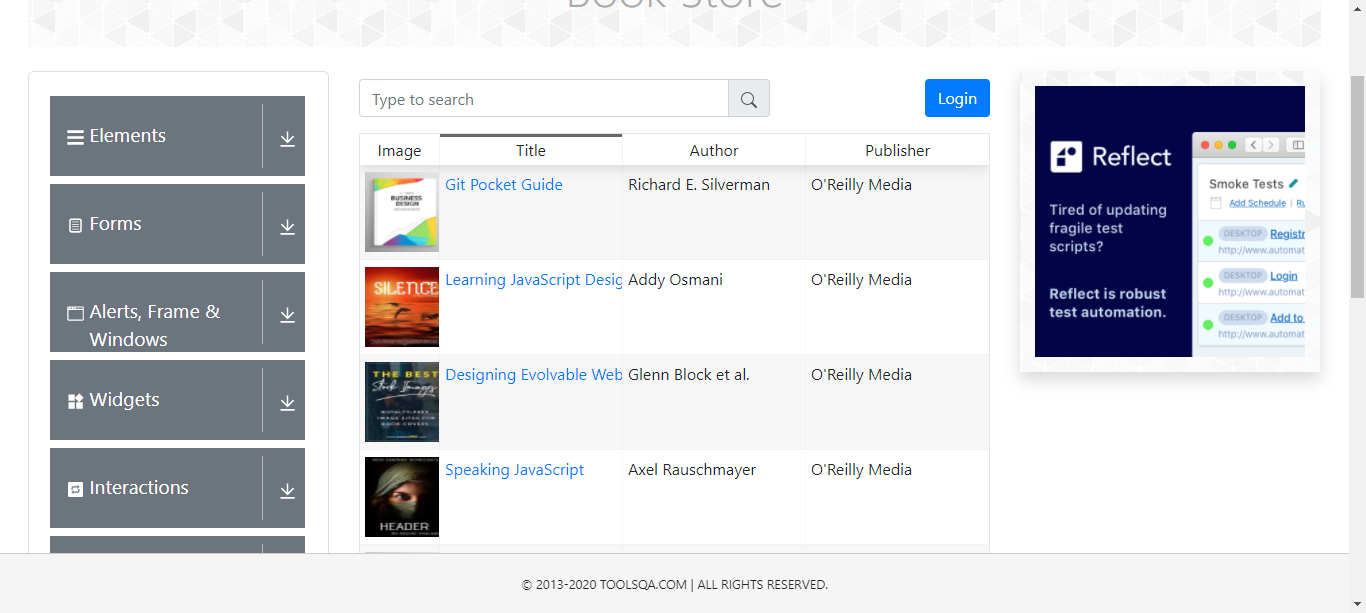 Book Store
Elements
Forms
Alerts, Frame &
Windows
Widgets
Interactions
Type to search
Login
Image Title Author Publisher
BUSINESS
DESIGN
Git Pocket Guide Richard E. Silverman O'Reilly Media
SILENCE
Learning JavaScript Desig Addy Osmani O'Reilly Media
THE BEST
Stock Images
Designing Evolvable Web Glenn Block et al. O'Reilly Media
HEADER
Speaking JavaScript Axel Rauschmayer O'Reilly Media
Reflect
Tired of updating
fragile test
scripts?
Reflect is robust
test automation.
Smoke Tests
Add Schedule | Ru
DESKTOP Registr
http://www.automat
DESKTOP Login
http://www.automat
DESKTOP Add to
http://www.automat
© 2013-2020 TOOLSQA.COM | ALL RIGHTS RESERVED.